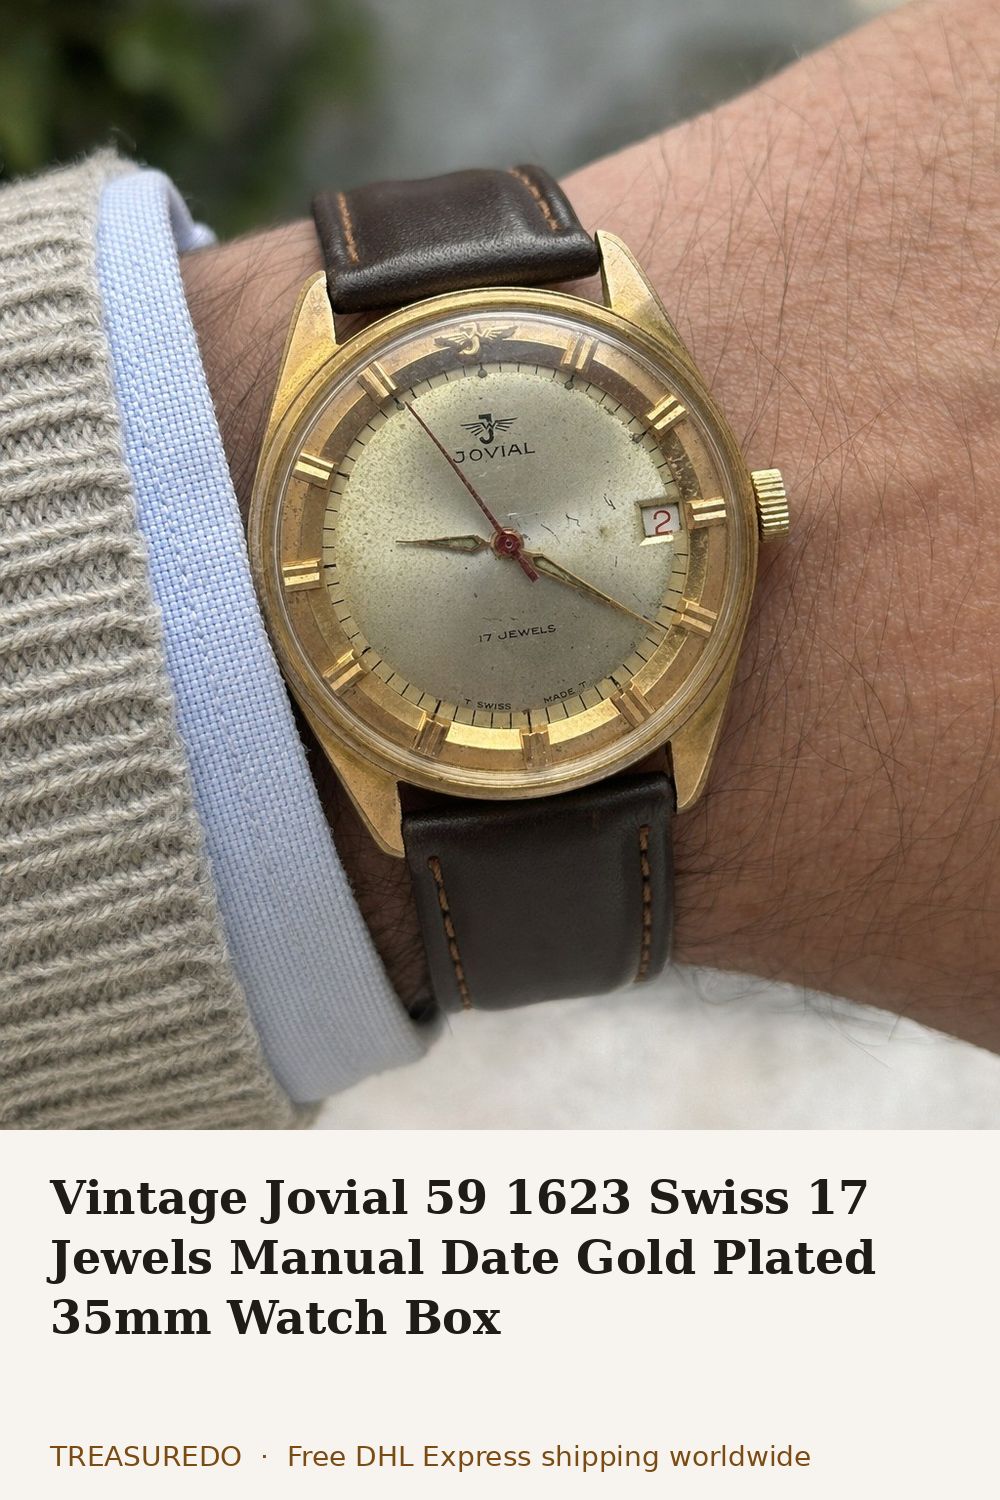 JOVIAL
2
17 JEWELS
T SWISS MADE T
Vintage Jovial 59 1623 Swiss 17
Jewels Manual Date Gold Plated
35mm Watch Box
TREASUREDO · Free DHL Express shipping worldwide